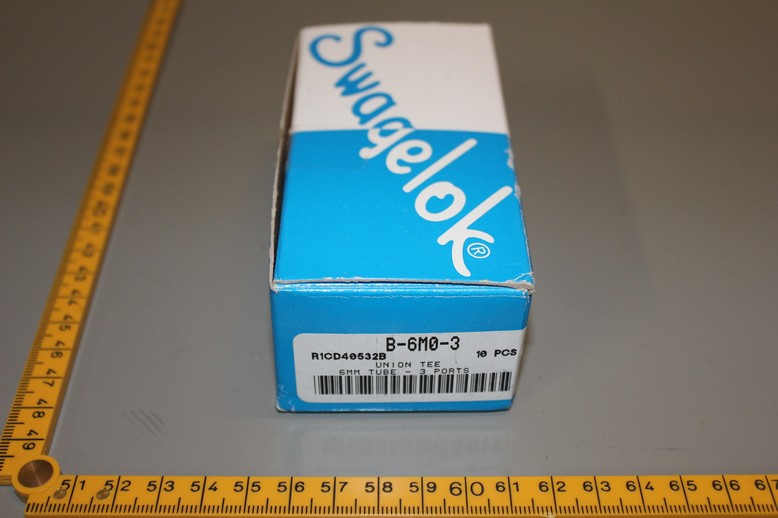 Swagelok®
B-6M0-3
R1CD40532B
10 PCS
UNION TEE
6MM TUBE - 3 PORTS